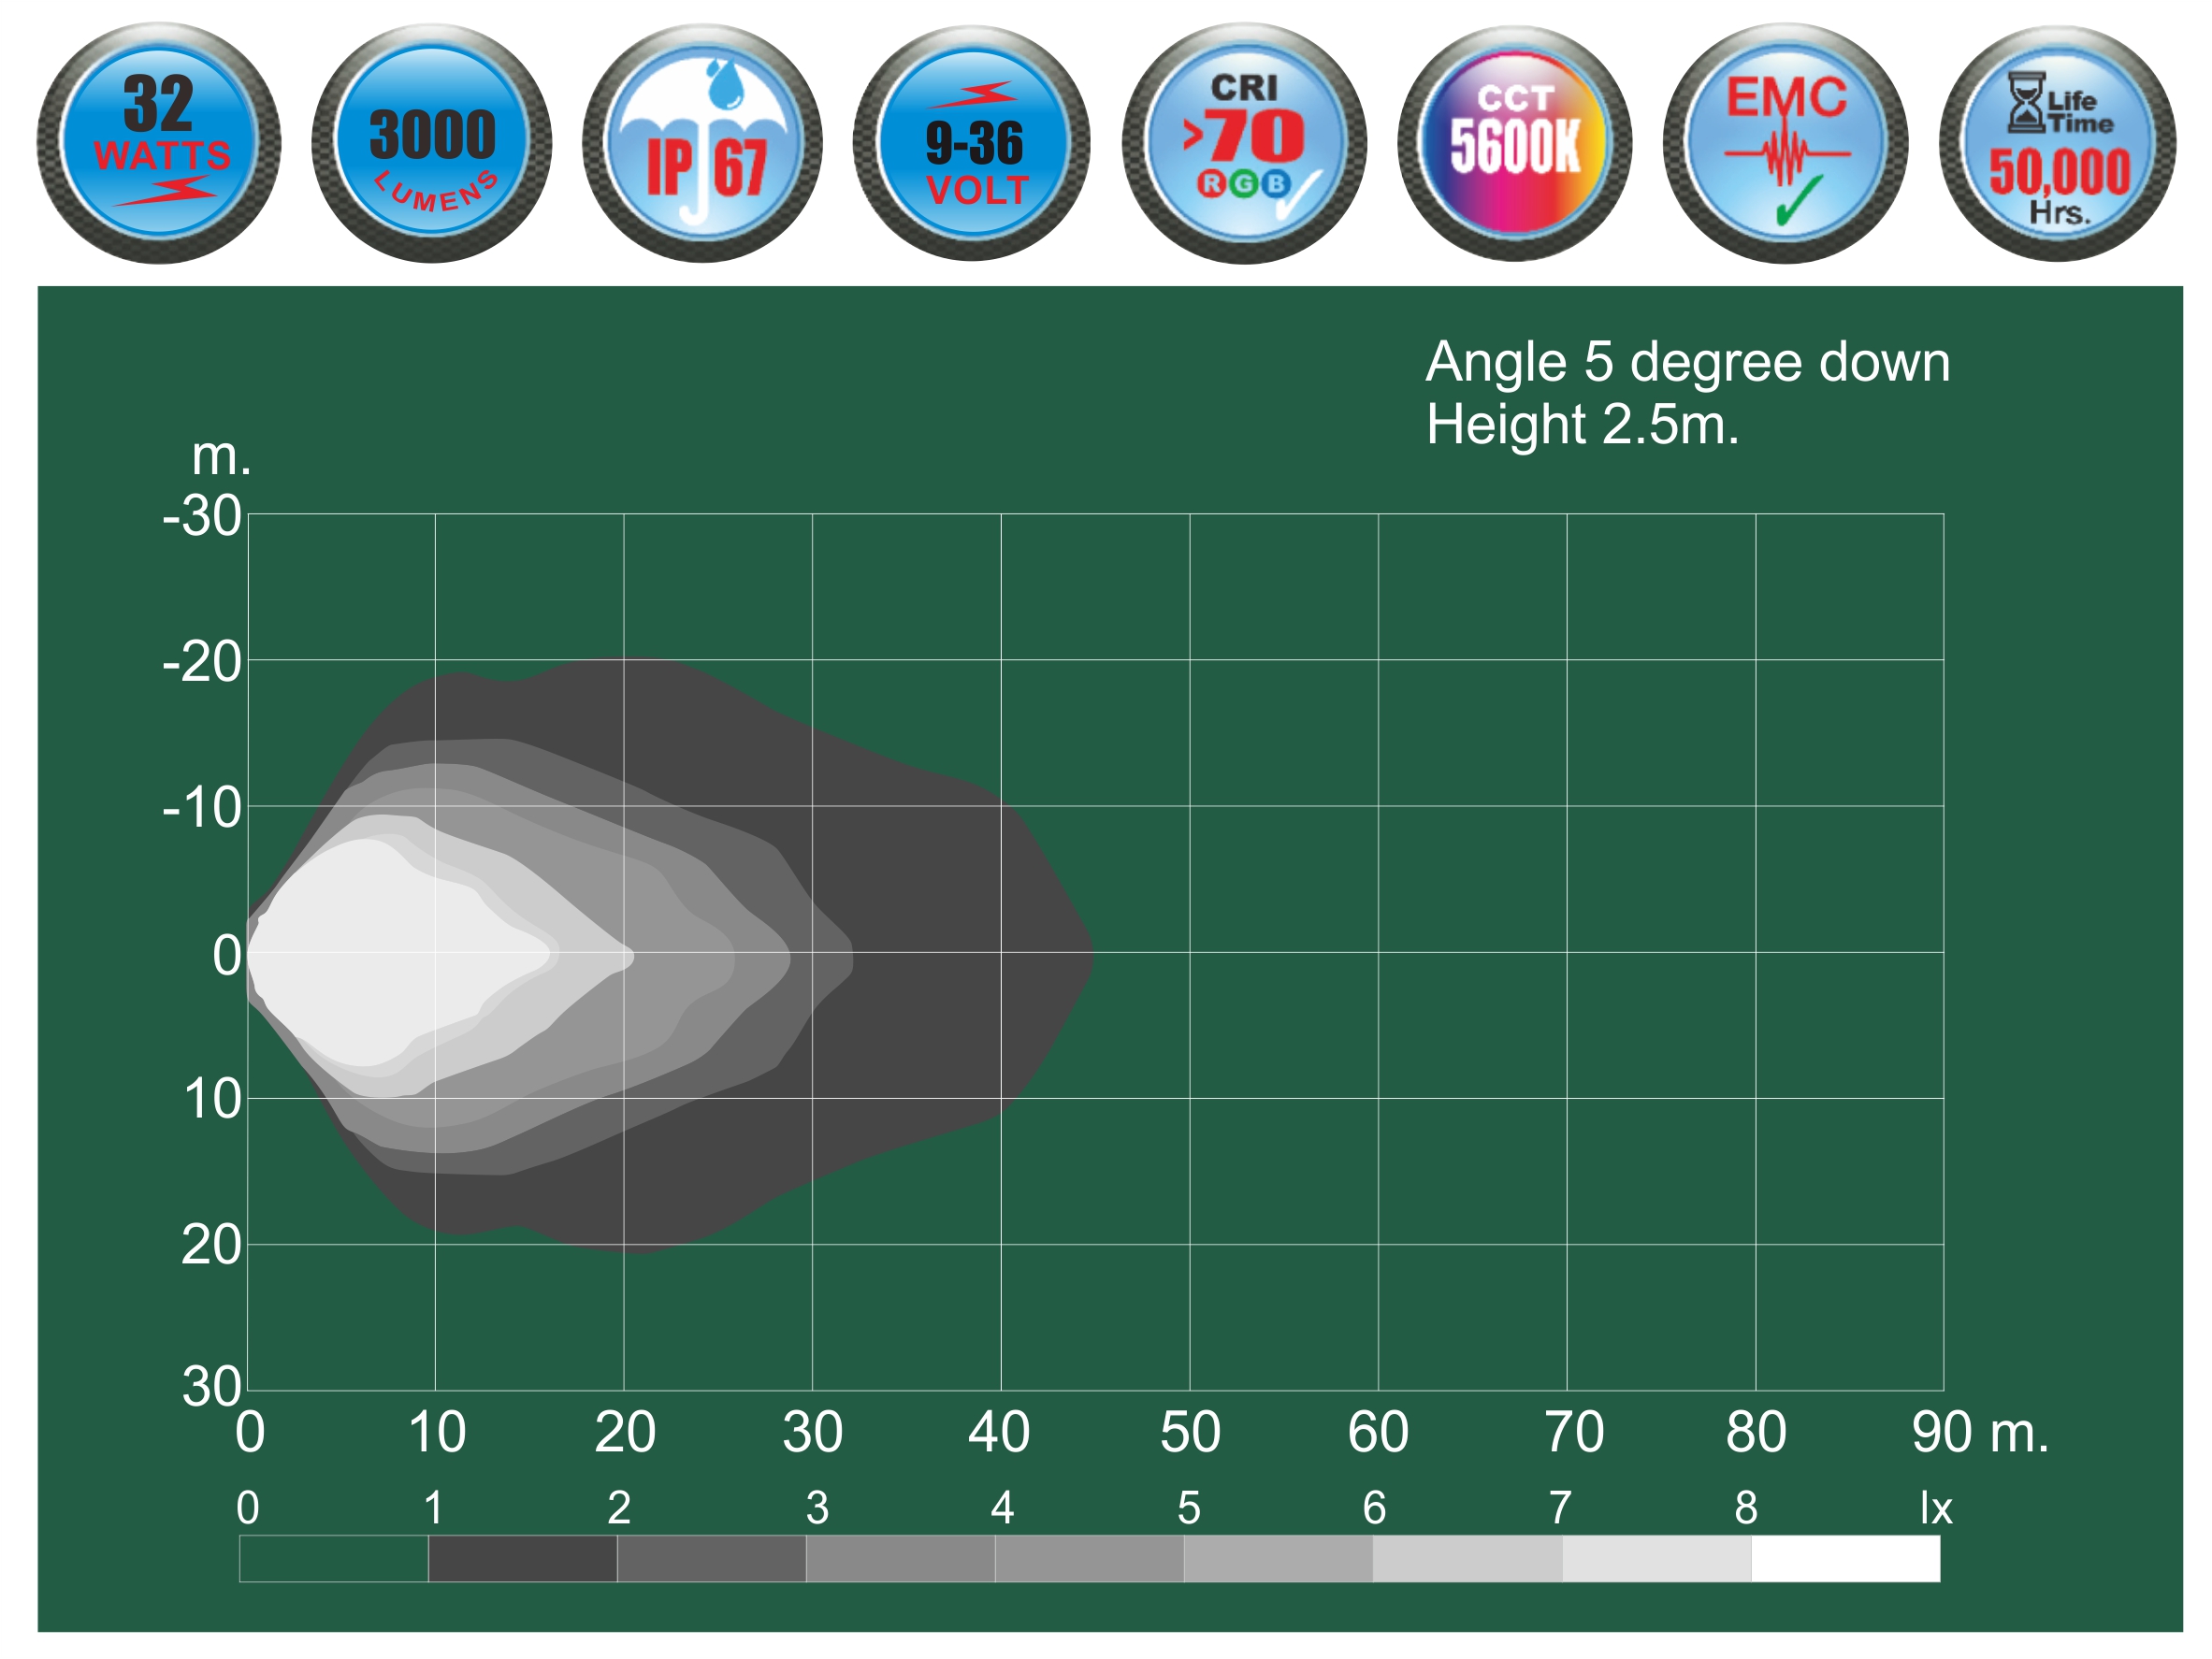 32
WATTS
3000
LUMENS
IP 67
9-36
VOLT
CRI
>70
RGB
CCT
5600K
EMC
Life
Time
50,000
Hrs.
Angle 5 degree down
Height 2.5m.
m.
-30
-20
-10
0
10
20
30
0 10 20 30 40 50 60 70 80 90 m.
0 1 2 3 4 5 6 7 8 lx